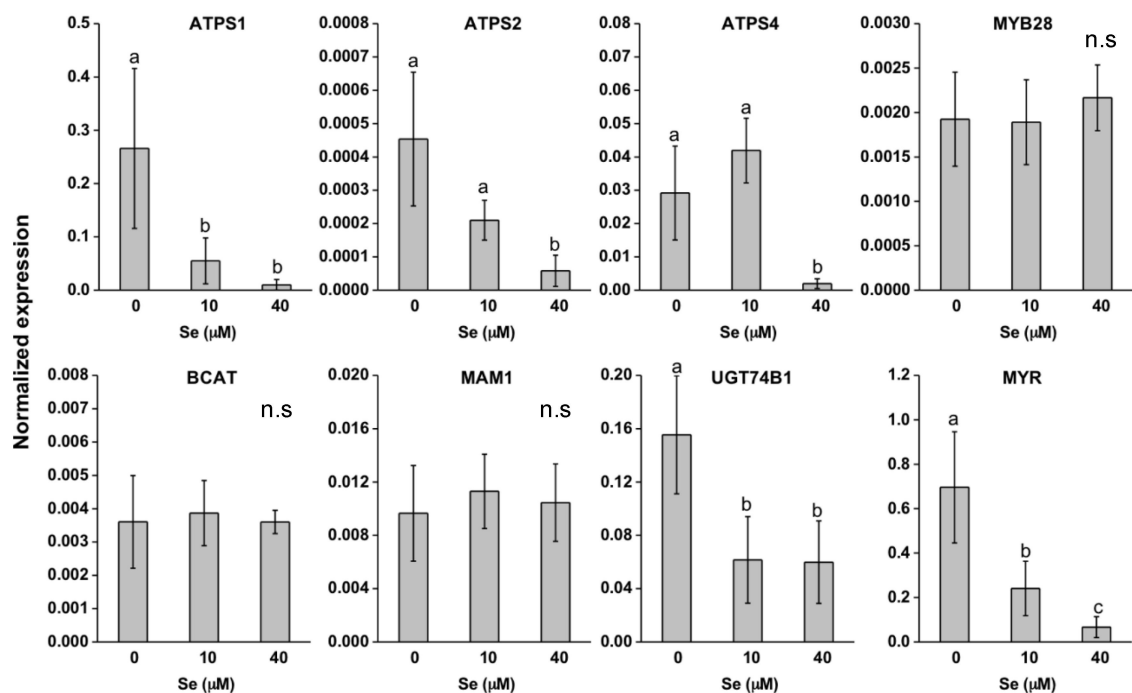 Normalized expression
ATPS1
0.5
0.4
0.3
0.2
0.1
0.0
a
b
b
0 10 40
Se (μM)
ATPS2
0.0008
0.0007
0.0006
0.0005
0.0004
0.0003
0.0002
0.0001
0.0000
a
a
b
0 10 40
Se (μM)
ATPS4
0.08
0.07
0.06
0.05
0.04
0.03
0.02
0.01
0.00
a
a
b
0 10 40
Se (μM)
MYB28
n.s
0.0030
0.0025
0.0020
0.0015
0.0010
0.0005
0.0000
0 10 40
Se (μM)
BCAT
n.s
0.008
0.007
0.006
0.005
0.004
0.003
0.002
0.001
0.000
0 10 40
Se (μM)
MAM1
n.s
0.020
0.016
0.012
0.008
0.004
0.000
0 10 40
Se (μM)
UGT74B1
0.20
0.16
0.12
0.08
0.04
0.00
a
b
b
0 10 40
Se (μM)
MYR
1.2
1.0
0.8
0.6
0.4
0.2
0.0
a
b
c
0 10 40
Se (μM)